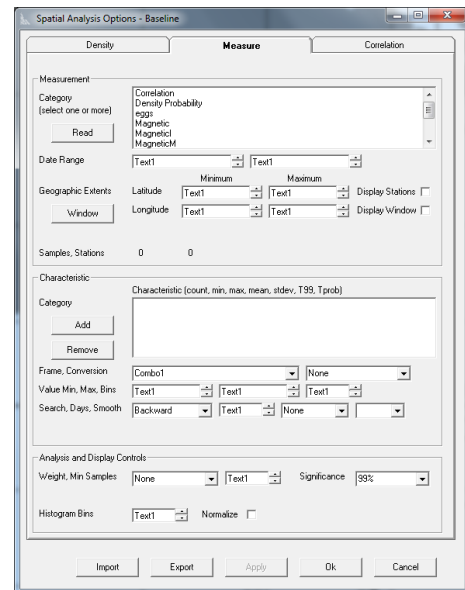 Spatial Analysis Options - Baseline
Density Measure Correlation
Measurement
Category
(select one or more)
Read
Correlation
Density Probability
eggs
Magnetic
MagneticI
MagneticM
Date Range Text1 Text1
Minimum Maximum
Geographic Extents Latitude Text1 Text1 Display Stations
Window Longitude Text1 Text1 Display Window
Samples, Stations 0 0
Characteristic
Characteristic (count, min, max, mean, stdev, T99, Tprob)
Category
Add
Remove
Frame, Conversion Combo1 None
Value Min, Max, Bins Text1 Text1 Text1
Search, Days, Smooth Backward Text1 None
Analysis and Display Controls
Weight, Min Samples None Text1 Significance 99%
Histogram Bins Text1 Normalize
Import Export Apply Ok Cancel